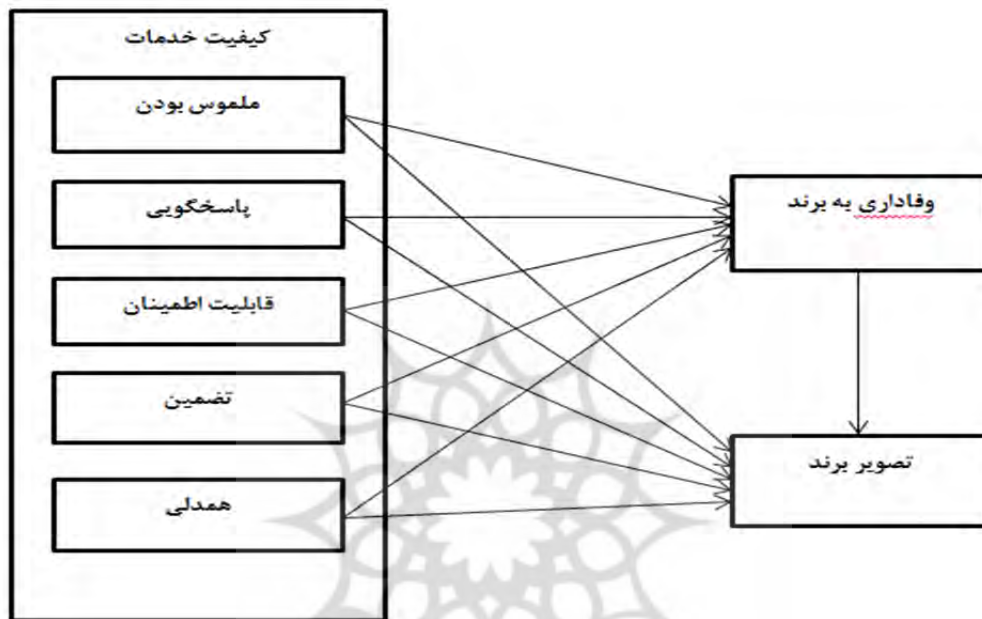 کیفیت خدمات
ملموس بودن
پاسخگویی
قابلیت اطمینان
تضمین
همدلی
وفاداری به برند
تصویر برند